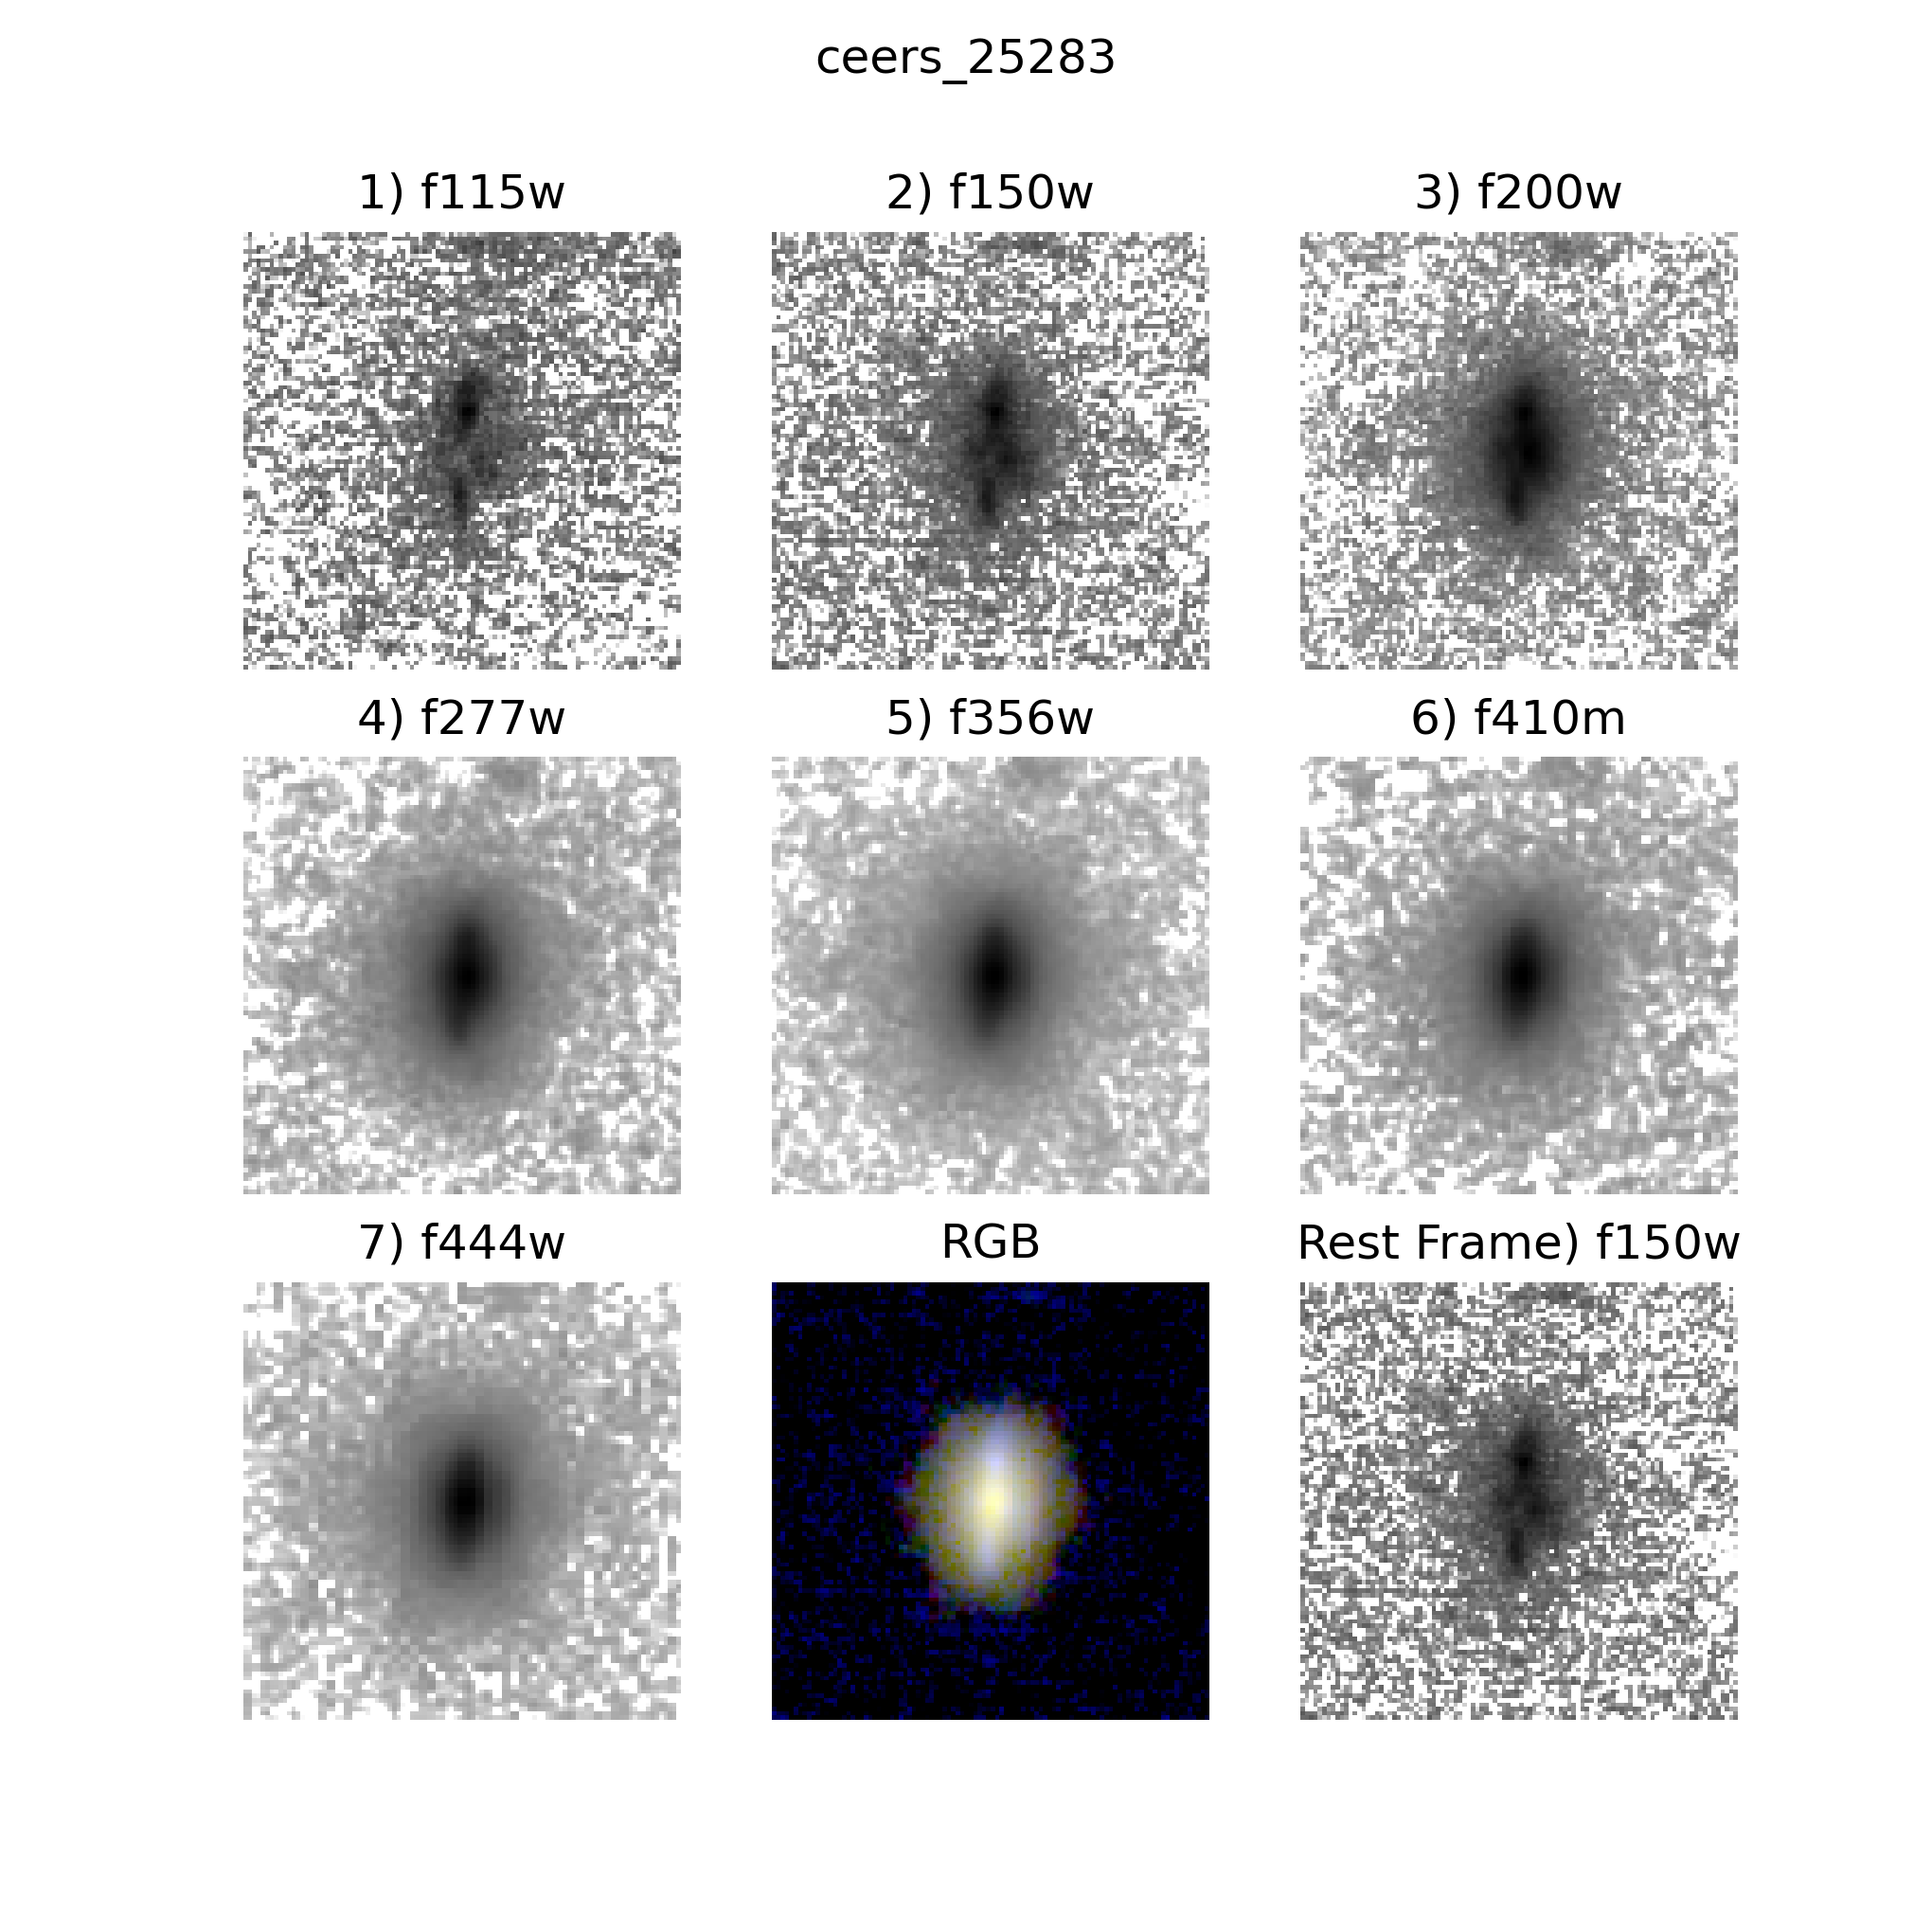 ceers_25283
1) f115w
2) f150w
3) f200w
4) f277w
5) f356w
6) f410m
7) f444w
RGB
Rest Frame) f150w